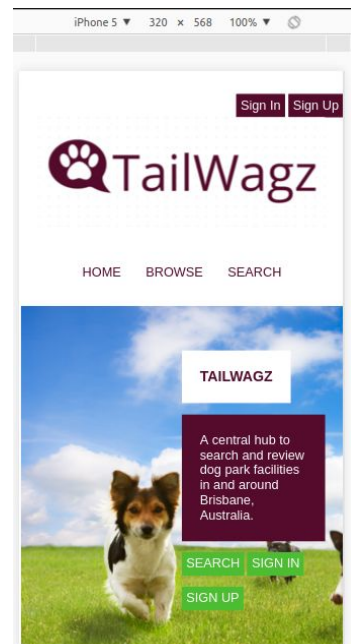 iPhone 5 ▼ 320 × 568 100% ▼
Sign In Sign Up
TailWagz
HOME BROWSE SEARCH
TAILWAGZ
A central hub to
search and review
dog park facilities
in and around
Brisbane,
Australia.
SEARCH SIGN IN
SIGN UP